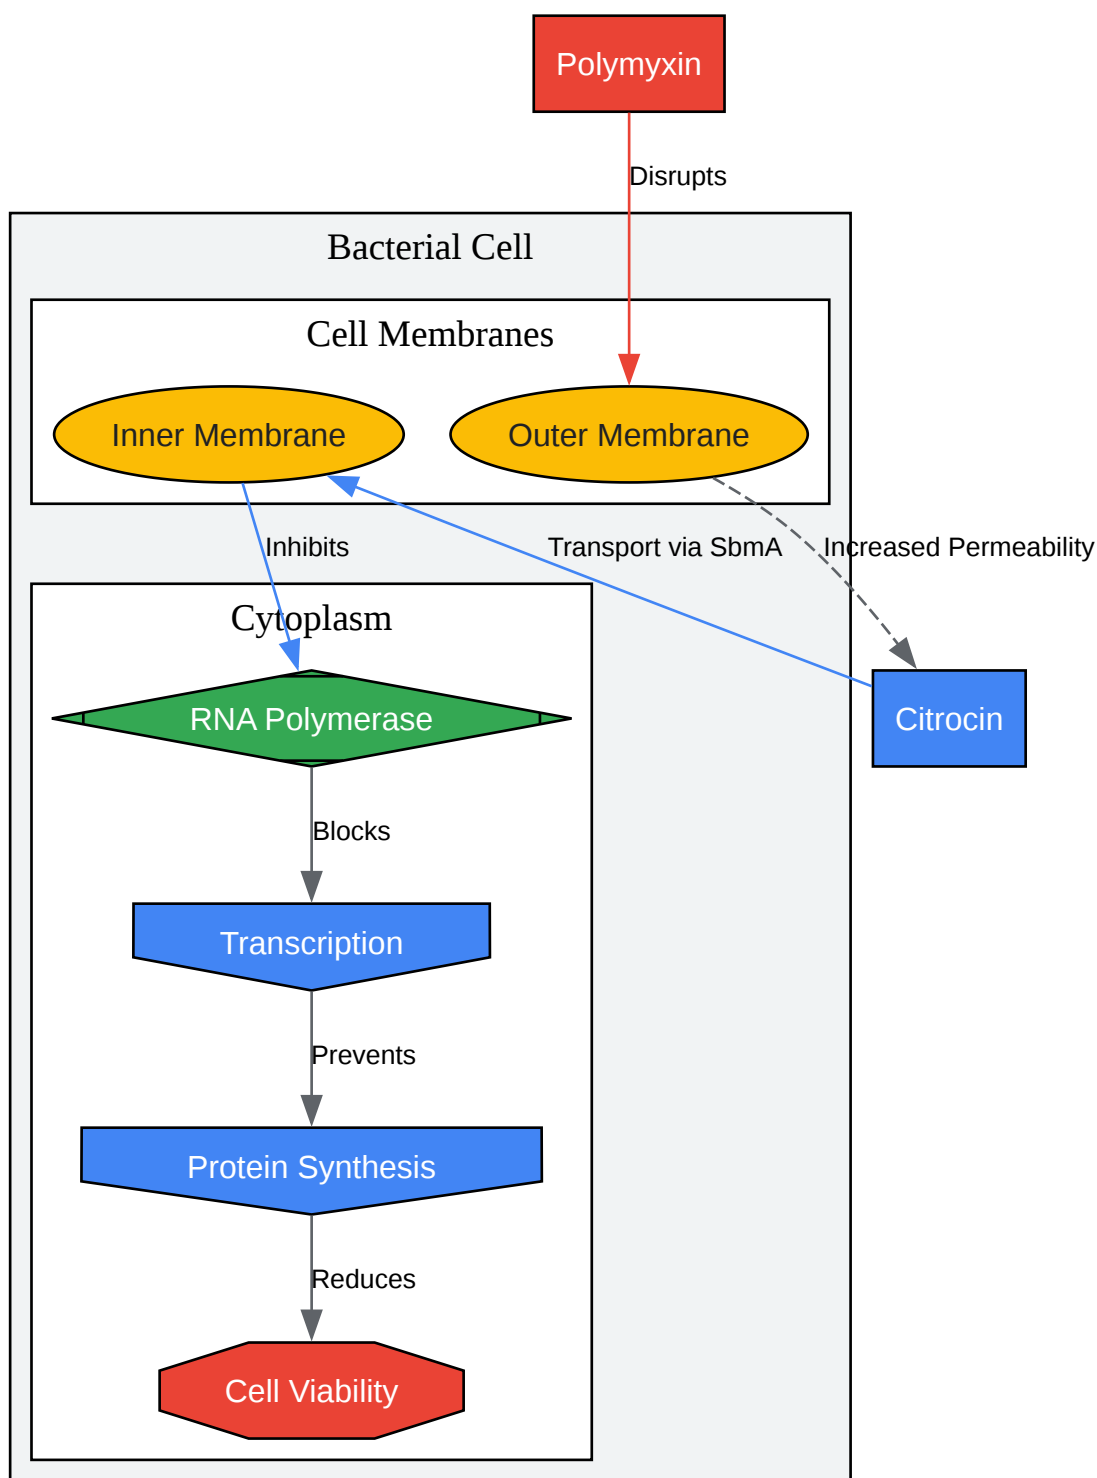 Polymyxin
Disrupts
Bacterial Cell
Cell Membranes
Inner Membrane
Outer Membrane
Inhibits
Transport via SbmA
Increased Permeability
Cytoplasm
RNA Polymerase
Citrocin
Blocks
Transcription
Prevents
Protein Synthesis
Reduces
Cell Viability